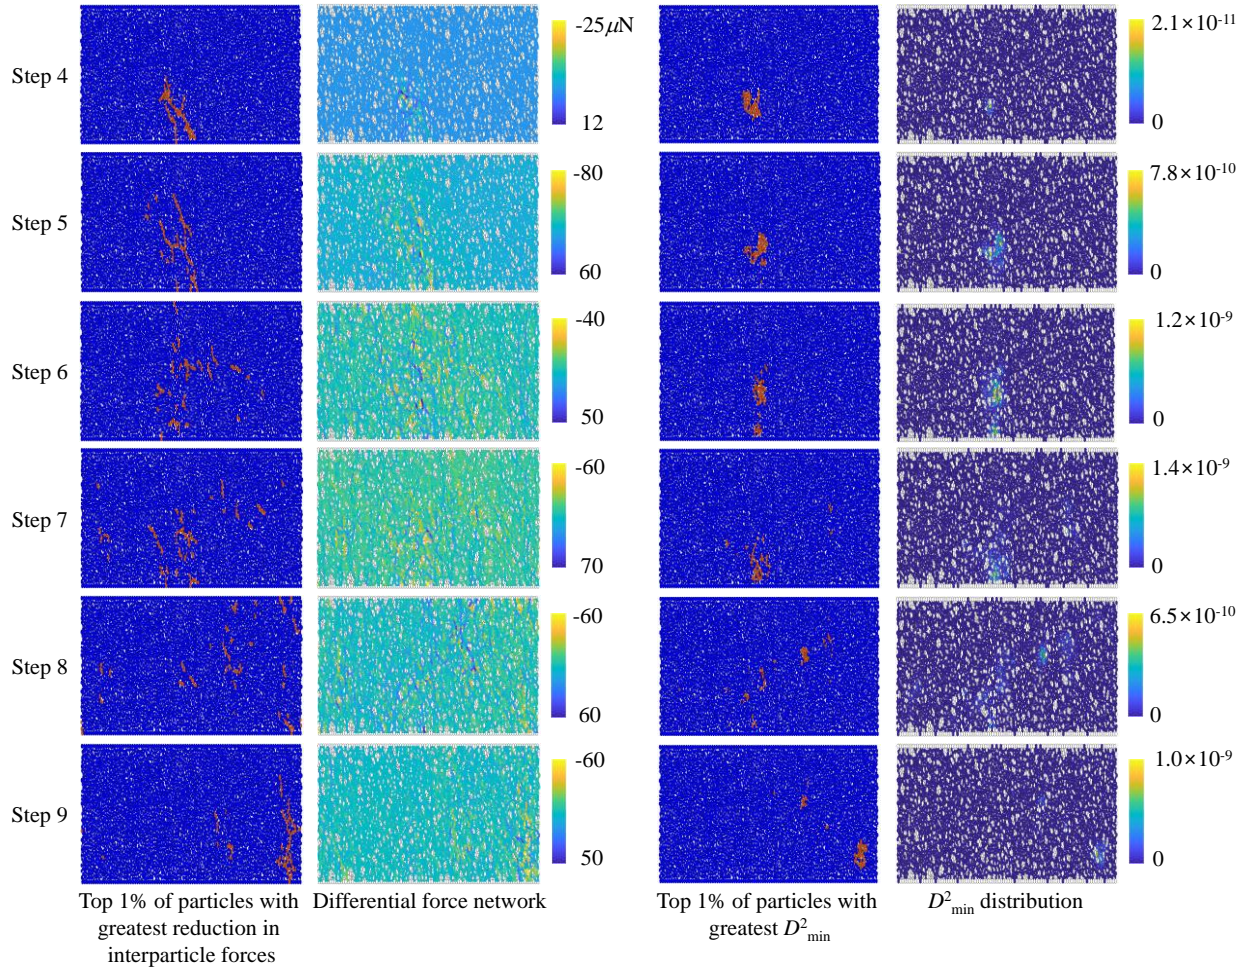 Step 4
-25μN
12
2.1×10⁻¹¹
0
Step 5
-80
60
7.8×10⁻¹⁰
0
Step 6
-40
50
1.2×10⁻⁹
0
Step 7
-60
70
1.4×10⁻⁹
0
Step 8
-60
60
6.5×10⁻¹⁰
0
Step 9
-60
50
1.0×10⁻⁹
0
Top 1% of particles with
greatest reduction in
interparticle forces
Differential force network
Top 1% of particles with
greatest D²min
D²min distribution